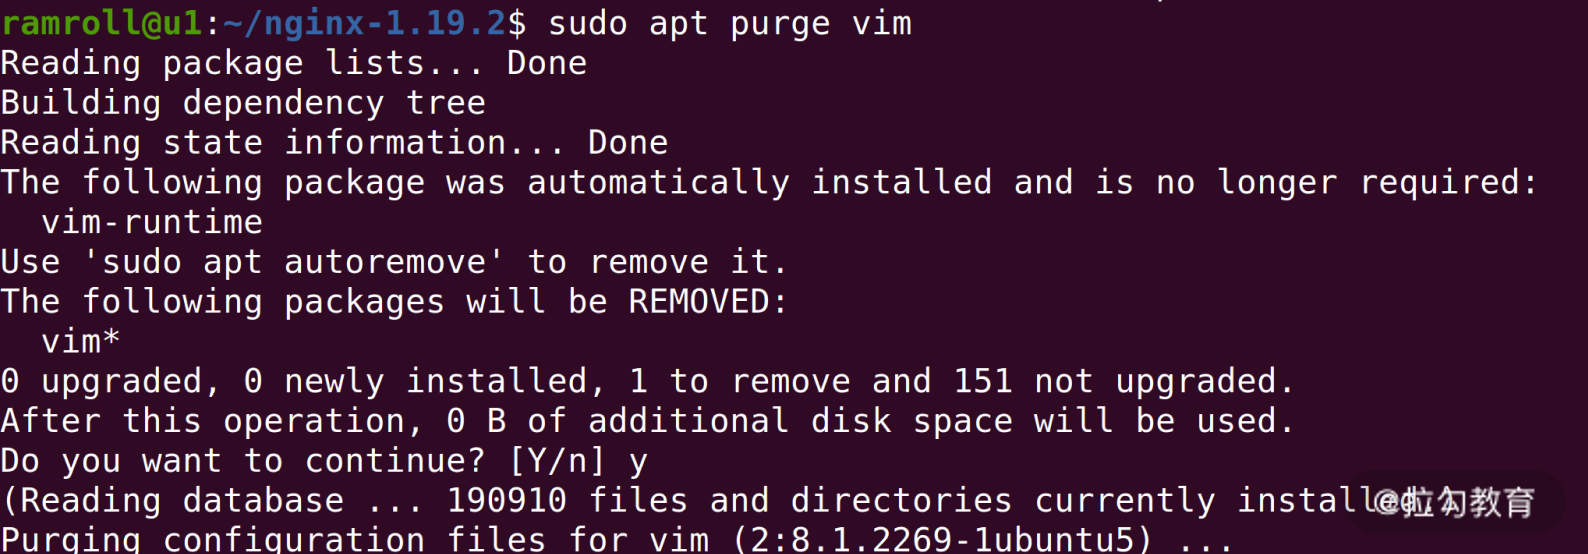 ramroll@u1:~/nginx-1.19.2$ sudo apt purge vim
Reading package lists... Done
Building dependency tree
Reading state information... Done
The following package was automatically installed and is no longer required:
  vim-runtime
Use 'sudo apt autoremove' to remove it.
The following packages will be REMOVED:
  vim*
0 upgraded, 0 newly installed, 1 to remove and 151 not upgraded.
After this operation, 0 B of additional disk space will be used.
Do you want to continue? [Y/n] y
(Reading database ... 190910 files and directories currently installed.)
@拉勾教育
Purging configuration files for vim (2:8.1.2269-1ubuntu5) ...